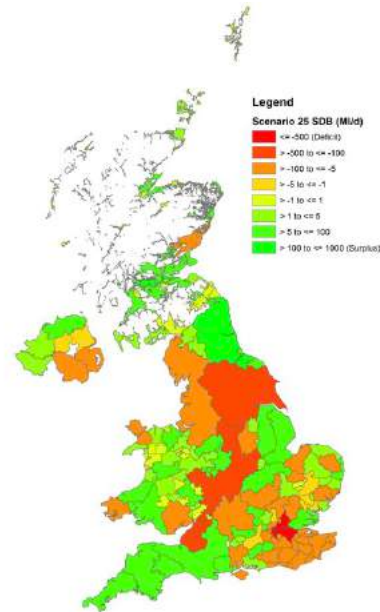 Legend
Scenario 25 SDB (Ml/d)
<= -500 (Deficit)
> -500 to <= -100
> -100 to <= -5
> -5 to <= -1
> -1 to <= 1
> 1 to <= 5
> 5 to <= 100
> 100 to <= 1000 (Surplus)